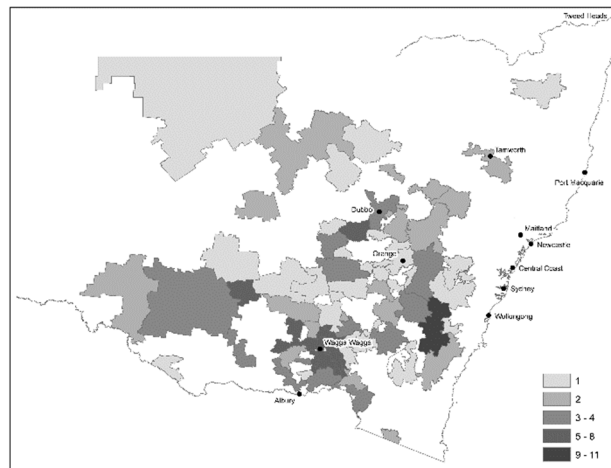 Tweed Heads
Tamworth
Port Macquarie
Dubbo
Maitland
Newcastle
Orange
Central Coast
Sydney
Wollongong
Wagga Wagga
Albury
1
2
3 - 4
5 - 8
9 - 11